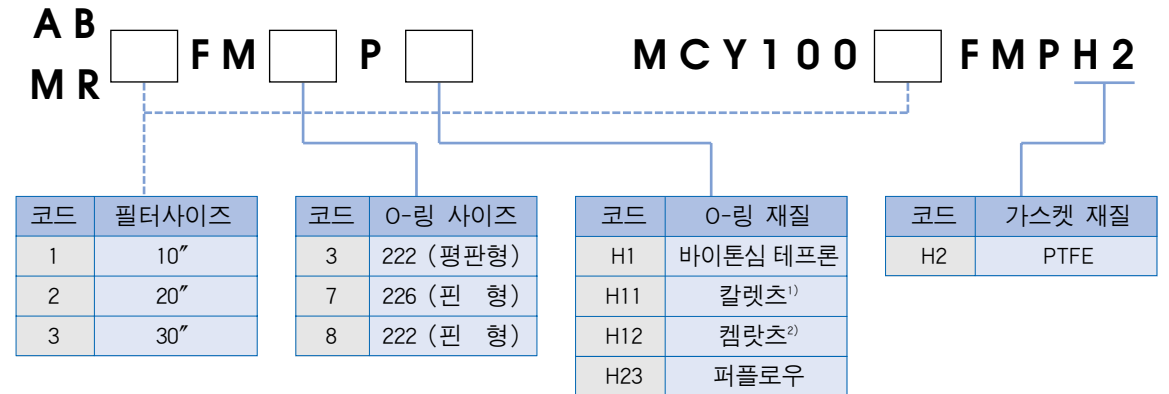 AB
MR □ FM □ P □ MCY100 □ FMPH2
코드 필터사이즈
1 10″
2 20″
3 30″
코드 O-링 사이즈
3 222 (평판형)
7 226 (핀 형)
8 222 (핀 형)
코드 O-링 재질
H1 바이톤심 테프론
H11 칼렛츠¹⁾
H12 켐랏츠²⁾
H23 퍼플로우
코드 가스켓 재질
H2 PTFE